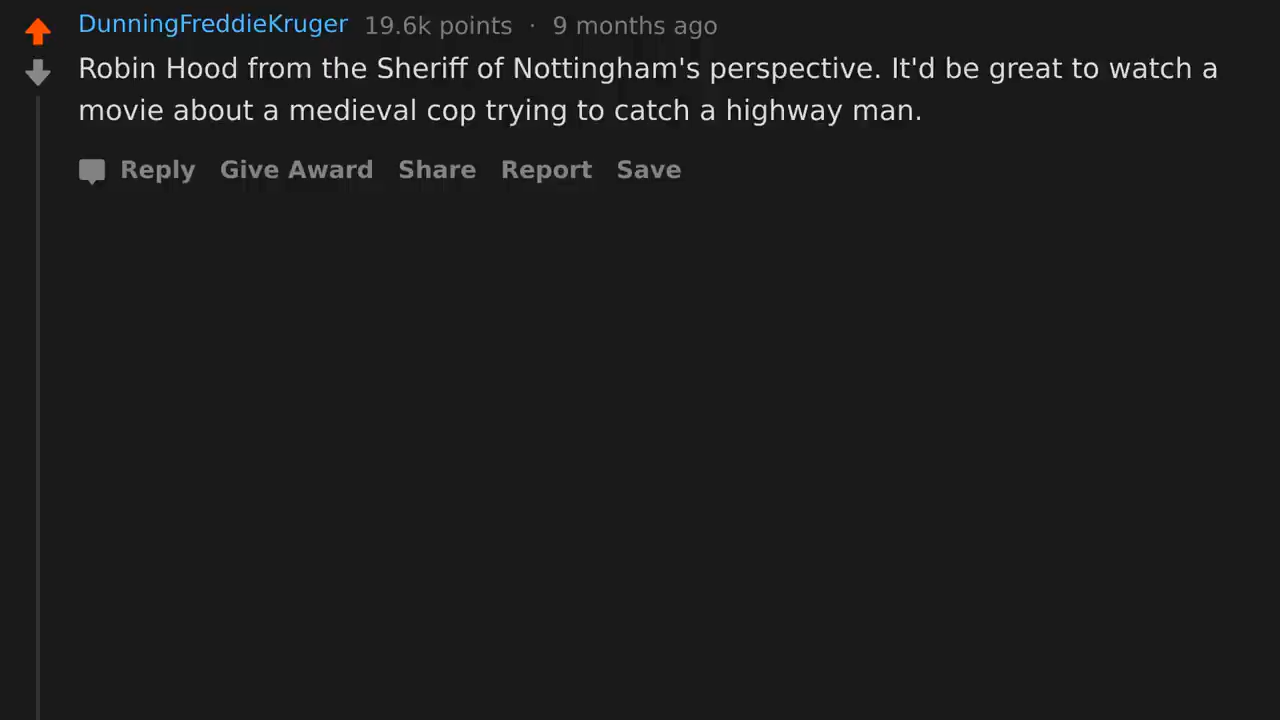 DunningFreddieKruger 19.6k points · 9 months ago
Robin Hood from the Sheriff of Nottingham's perspective. It'd be great to watch a
movie about a medieval cop trying to catch a highway man.
Reply Give Award Share Report Save